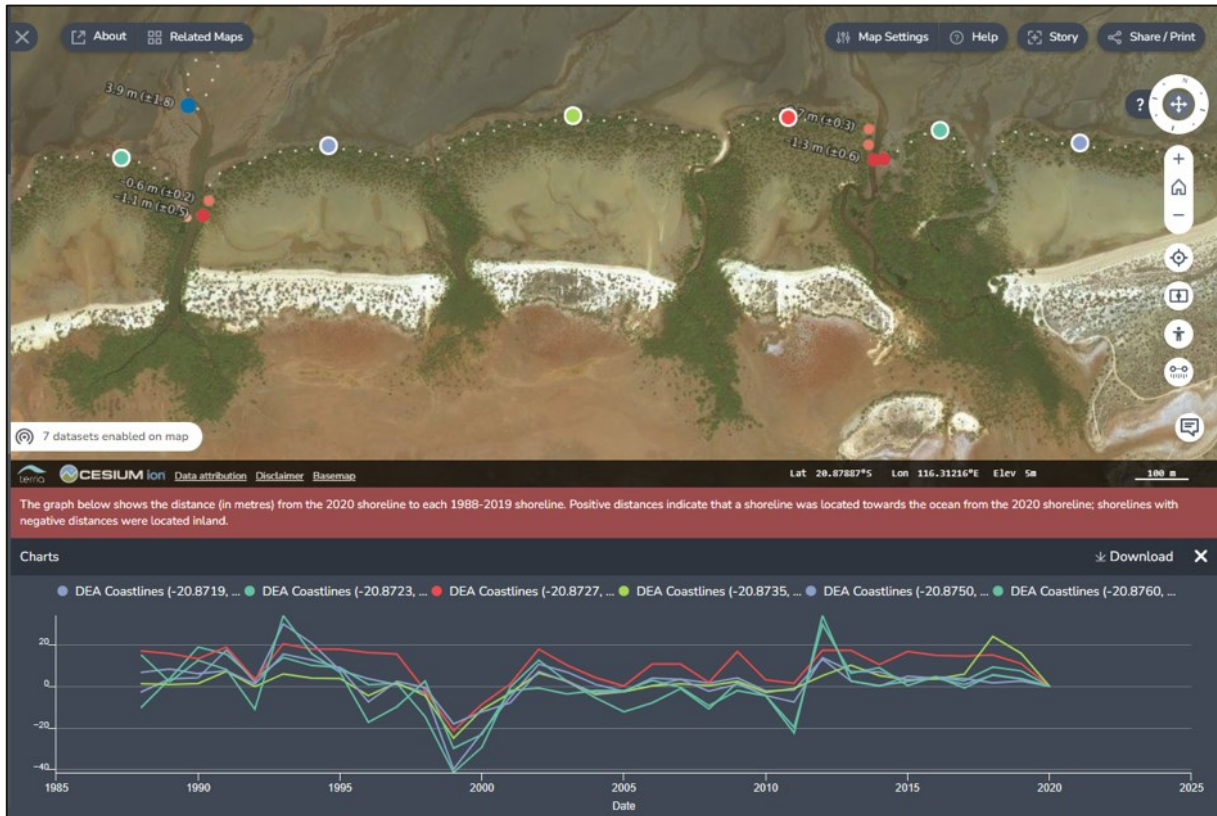 About
Related Maps
Map Settings
Help
Story
Share / Print
N
?
3.9 m (±1.8)
-0.6 m (±0.2)
-1.1 m (±0.5)
-1.3 m (±0.6)
7 datasets enabled on map
terria
CESIUM ion
Data attribution
Disclaimer
Basemap
Lat 20.87887°S Lon 116.31216°E Elev 5m
100 m
The graph below shows the distance (in metres) from the 2020 shoreline to each 1988-2019 shoreline. Positive distances indicate that a shoreline was located towards the ocean from the 2020 shoreline; shorelines with
negative distances were located inland.
Charts
Download
DEA Coastlines (-20.8719, ...
DEA Coastlines (-20.8723, ...
DEA Coastlines (-20.8727, ...
DEA Coastlines (-20.8735, ...
DEA Coastlines (-20.8750, ...
DEA Coastlines (-20.8760, ...
20
0
-20
-40
1985 1990 1995 2000 2005 2010 2015 2020 2025
Date